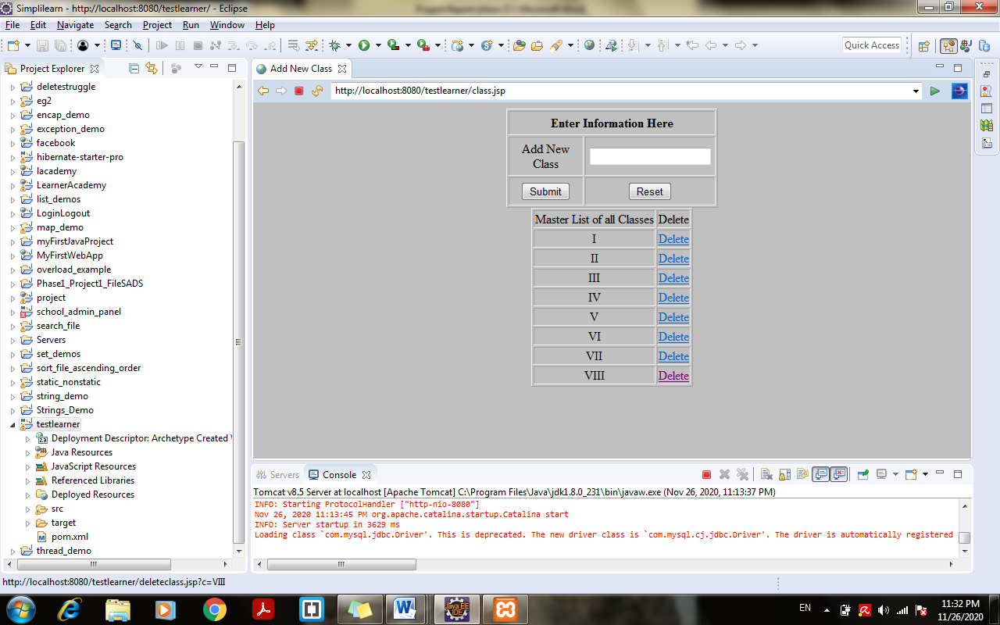 Simplilearn - http://localhost:8080/testlearner/ - Eclipse
File Edit Navigate Search Project Run Window Help
Quick Access
Project Explorer
deletestruggle
eg2
encap_demo
exception_demo
facebook
hibernate-starter-pro
lacademy
LearnerAcademy
list_demos
LoginLogout
map_demo
myFirstJavaProject
MyFirstWebApp
overload_example
Phase1_Project1_FileSADS
project
school_admin_panel
search_file
Servers
set_demos
sort_file_ascending_order
static_nonstatic
string_demo
Strings_Demo
testlearner
Deployment Descriptor: Archetype Created
Java Resources
JavaScript Resources
Referenced Libraries
Deployed Resources
src
target
pom.xml
thread_demo
Add New Class
http://localhost:8080/testlearner/class.jsp
Enter Information Here
Add New
Class
Submit Reset
Master List of all Classes Delete
I Delete
II Delete
III Delete
IV Delete
V Delete
VI Delete
VII Delete
VIII Delete
Servers Console
Tomcat v8.5 Server at localhost [Apache Tomcat] C:\Program Files\Java\jdk1.8.0_231\bin\javaw.exe (Nov 26, 2020, 11:13:37 PM)
INFO: Starting ProtocolHandler ["http-nio-8080"]
Nov 26, 2020 11:13:45 PM org.apache.catalina.startup.Catalina start
INFO: Server startup in 3629 ms
Loading class `com.mysql.jdbc.Driver'. This is deprecated. The new driver class is `com.mysql.cj.jdbc.Driver'. The driver is automatically registered
http://localhost:8080/testlearner/deleteclass.jsp?c=VIII
Java EE
IDE
EN
11:32 PM
11/26/2020